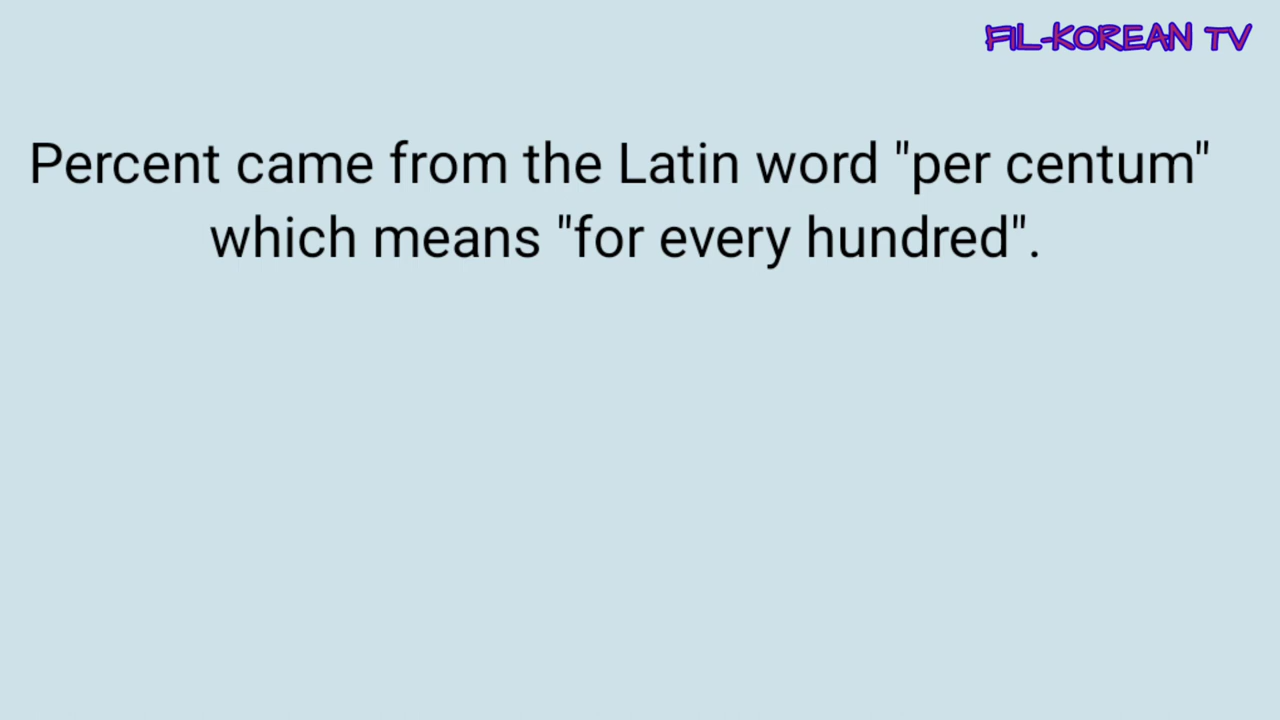 FIL-KOREAN TV
Percent came from the Latin word "per centum"
which means "for every hundred".